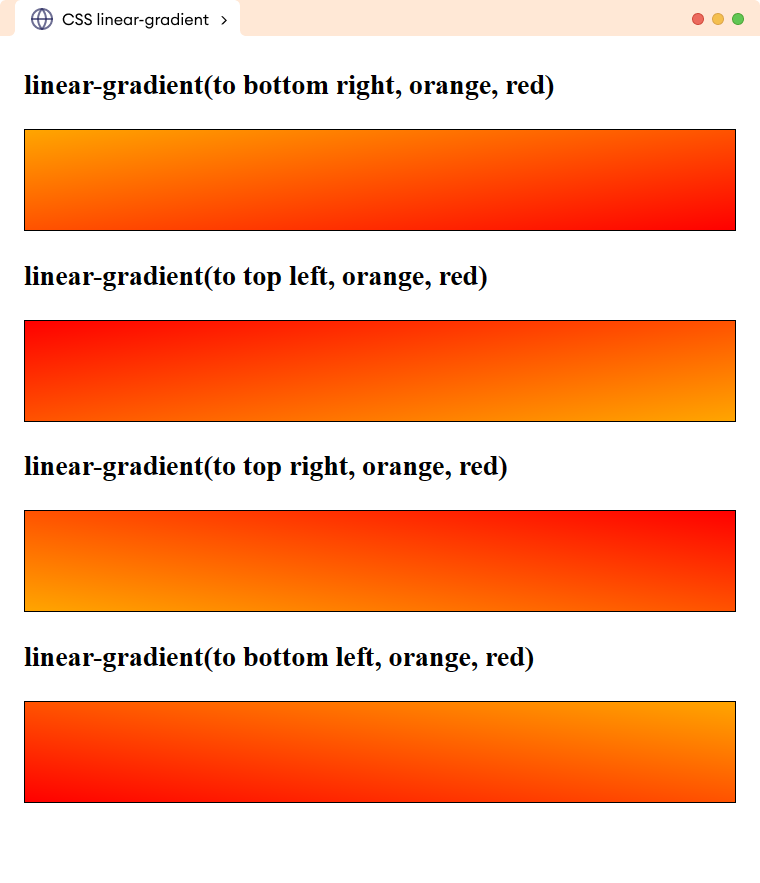 CSS linear-gradient
linear-gradient(to bottom right, orange, red)
linear-gradient(to top left, orange, red)
linear-gradient(to top right, orange, red)
linear-gradient(to bottom left, orange, red)